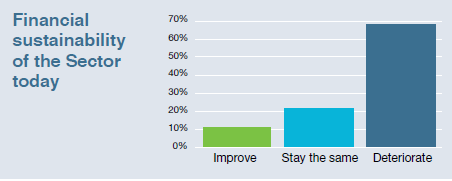 Financial
sustainability
of the Sector
today
70%
60%
50%
40%
30%
20%
10%
0%
Improve Stay the same Deteriorate